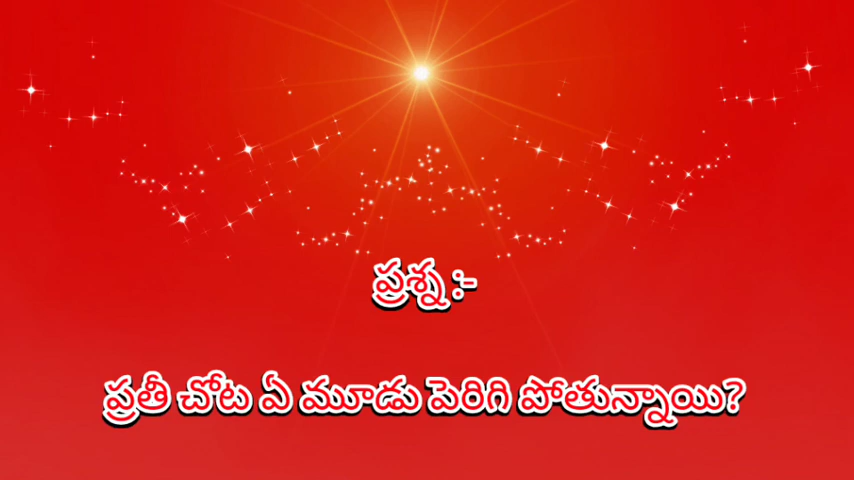 ప్రశ్న :-
ప్రతీ చోట ఏ మూడు పెరిగి పోతున్నాయి?